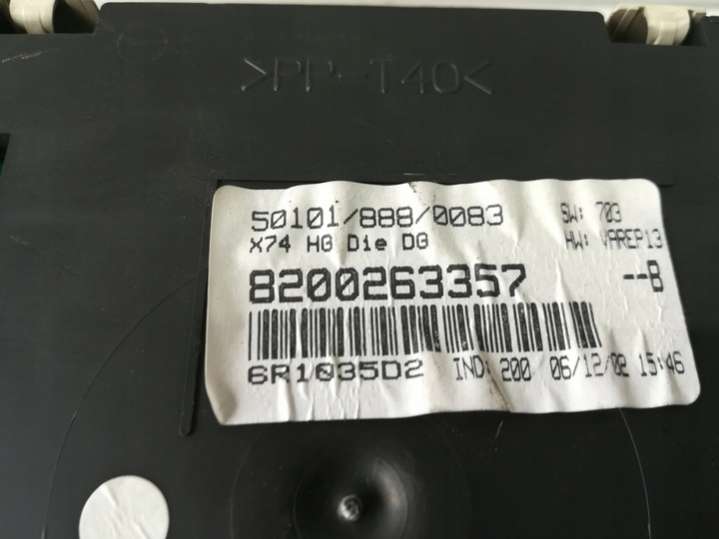 >PP-T40<
50101/888/0083 SW: 703
X74 HG Die DG HW: VAREP13
8200263357 --B
6R1035D2 IND: 200 06/12/02 15:46